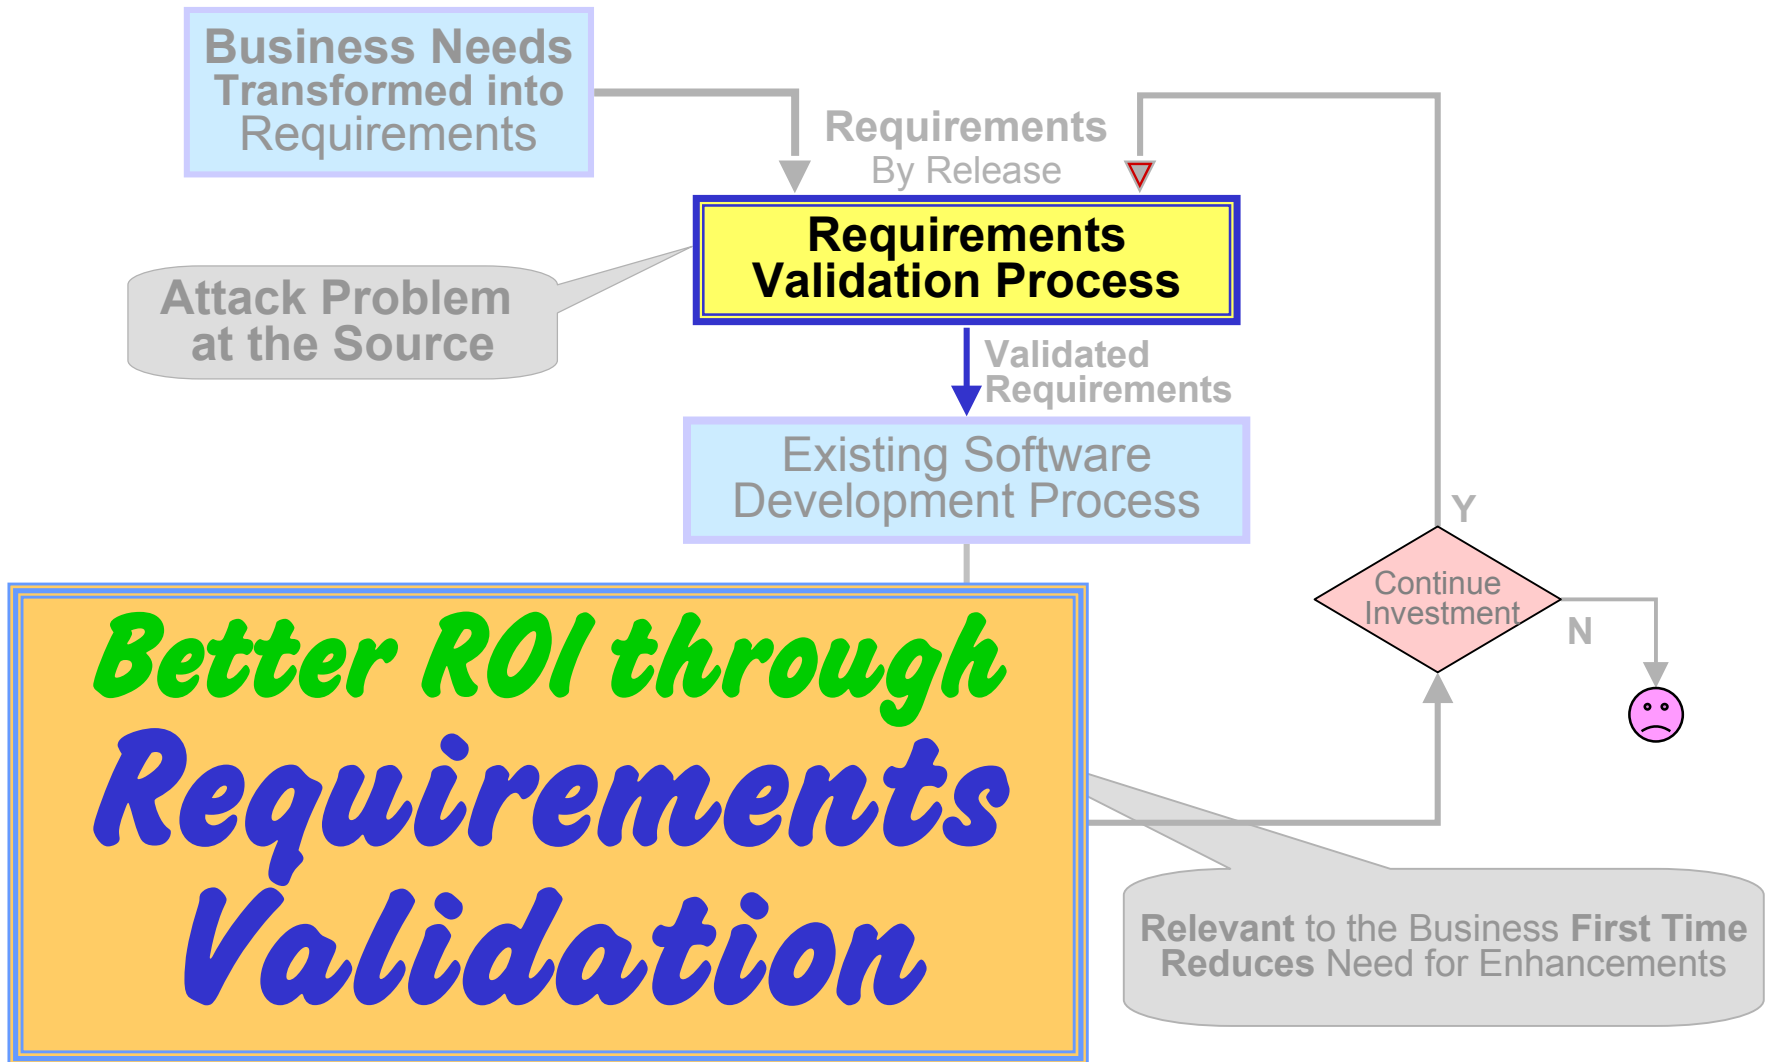 Business Needs
Transformed into
Requirements
Requirements
By Release
Requirements
Validation Process
Attack Problem
at the Source
Validated
Requirements
Existing Software
Development Process
Y
Continue
Investment
N
Better ROI through
Requirements
Validation
Relevant to the Business First Time
Reduces Need for Enhancements